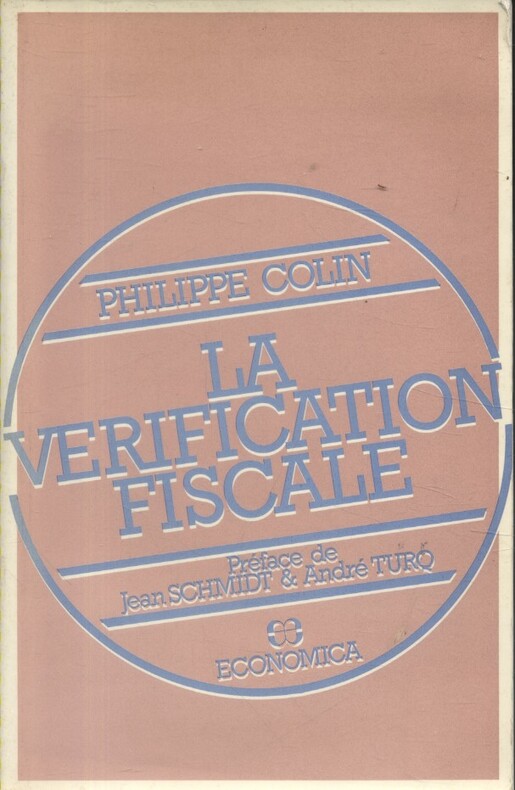 PHILIPPE COLIN
LA
VERIFICATION
FISCALE
Préface de
Jean SCHMIDT & André TURQ
ECONOMICA